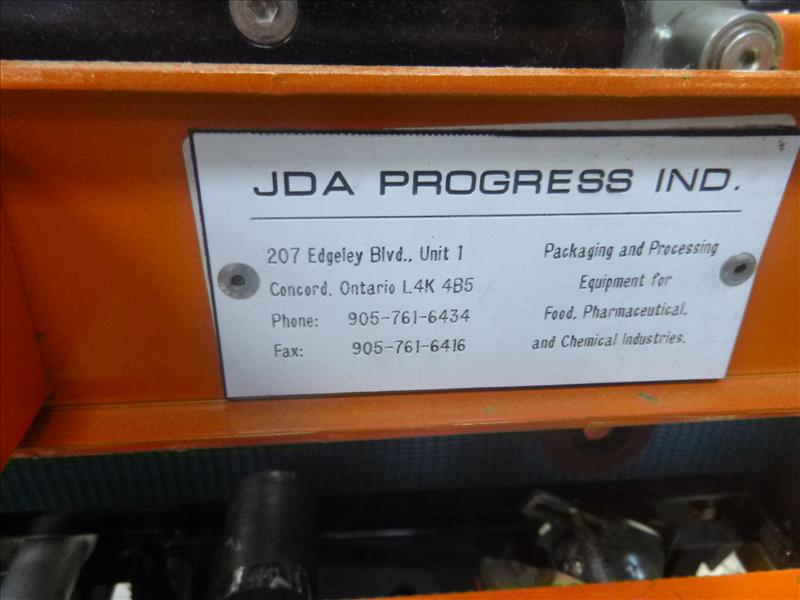 JDA PROGRESS IND.
207 Edgeley Blvd., Unit 1
Concord, Ontario L4K 4B5
Phone: 905-761-6434
Fax: 905-761-6416
Packaging and Processing
Equipment for
Food, Pharmaceutical,
and Chemical Industries.